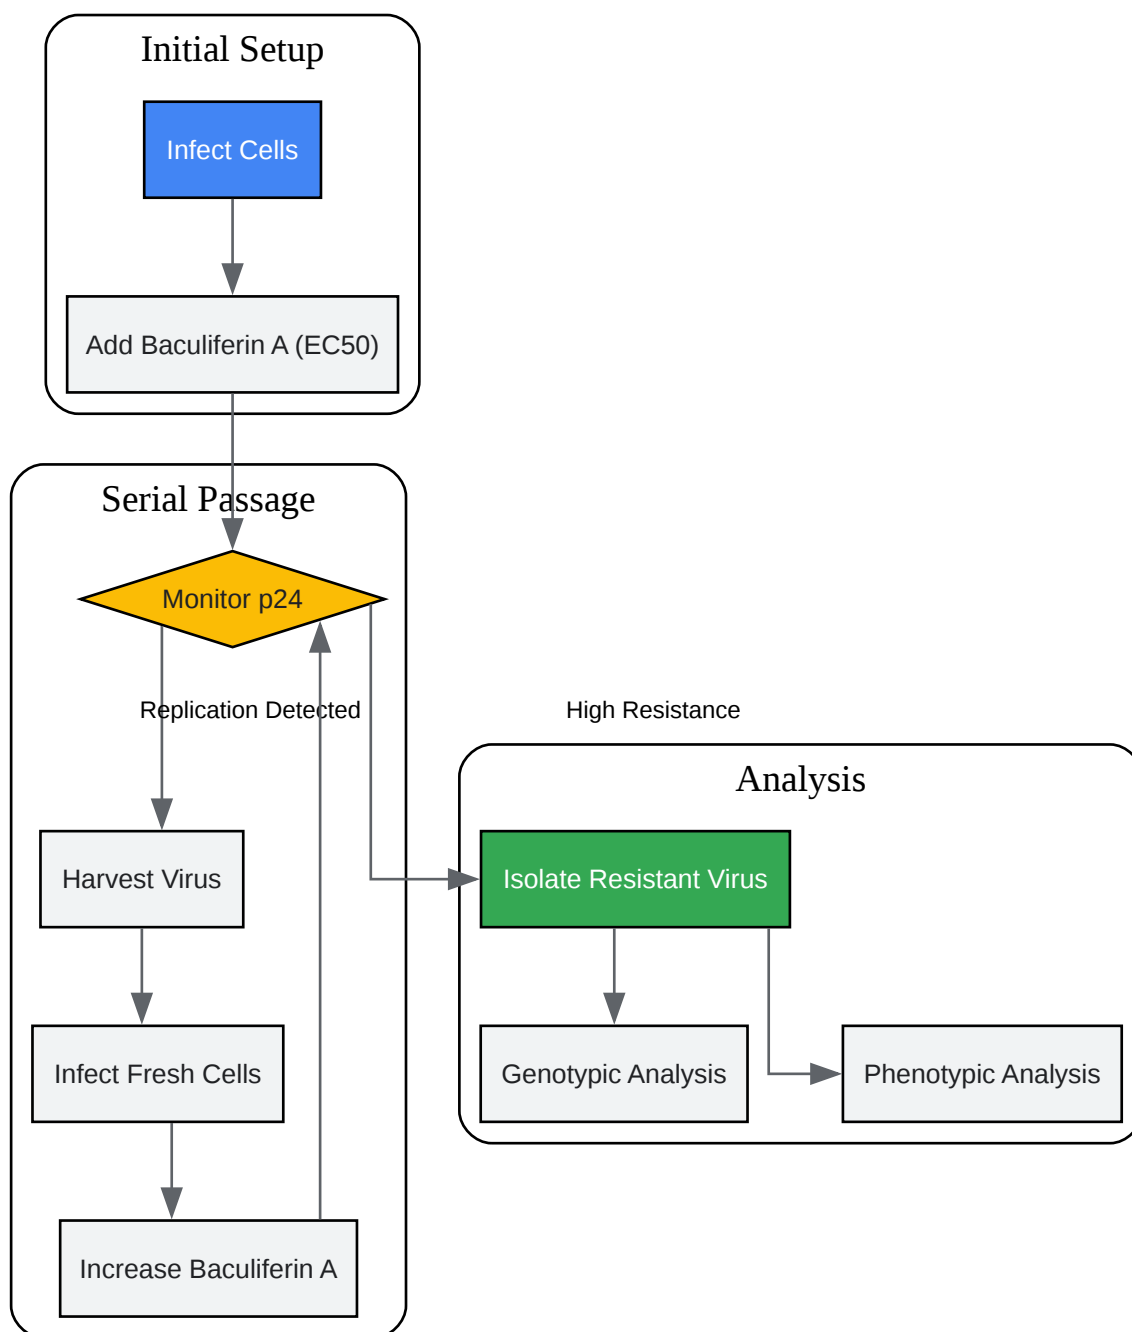 Initial Setup
Infect Cells
Add Baculiferin A (EC50)
Serial Passage
Monitor p24
Replication Detected
High Resistance
Analysis
Harvest Virus
Isolate Resistant Virus
Infect Fresh Cells
Genotypic Analysis
Phenotypic Analysis
Increase Baculiferin A